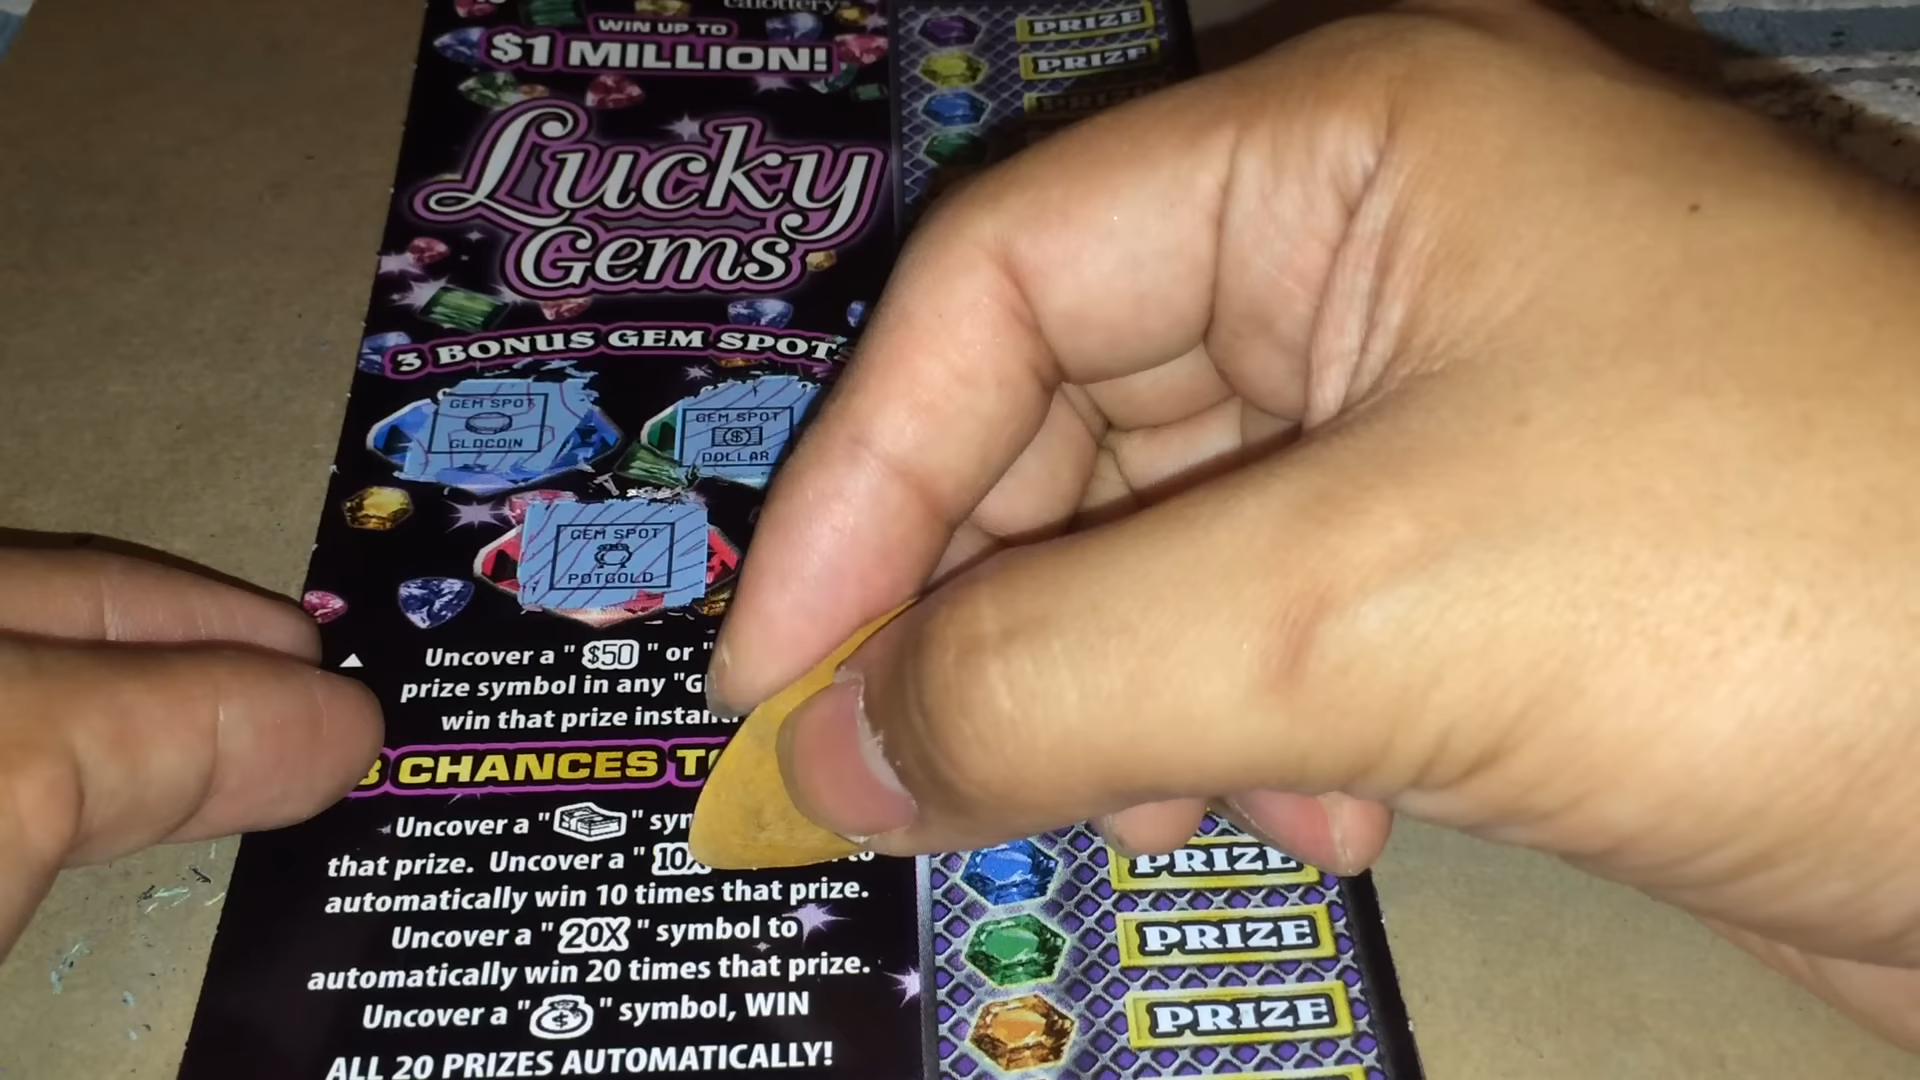 calottery
WIN UP TO
$1 MILLION!
Lucky
Gems
3 BONUS GEM SPOTS
GEM SPOT
GLDCOIN
GEM SPOT
DOLLAR
GEM SPOT
POTGOLD
Uncover a "$50" or "
prize symbol in any "G
win that prize
CHANCES
Uncover a " "
that prize. Uncover a "10X to
automatically win 10 times that prize.
Uncover a "20X" symbol to
automatically win 20 times that prize.
Uncover a " " symbol, WIN
ALL 20 PRIZES AUTOMATICALLY!
PRIZE
PRIZE
PRIZE
PRIZE
PRIZE
PRIZE